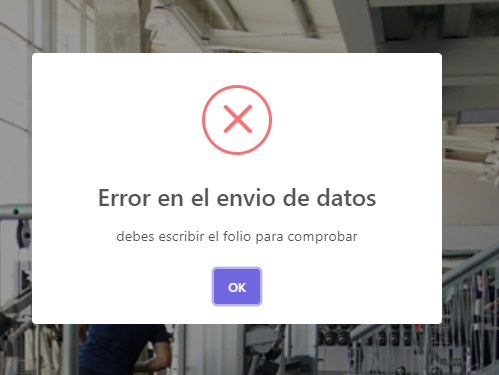 Error en el envio de datos
debes escribir el folio para comprobar
OK